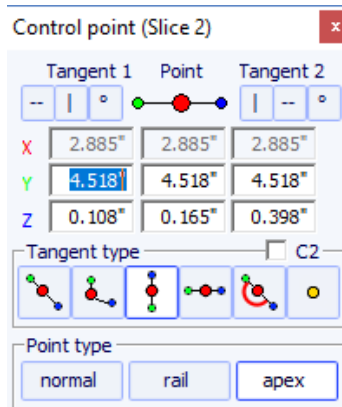 Control point (Slice 2) x
Tangent 1 Point Tangent 2
-- | ° | -- °
X 2.885" 2.885" 2.885"
Y 4.518" 4.518" 4.518"
Z 0.108" 0.165" 0.398"
Tangent type C2
Point type
normal rail apex